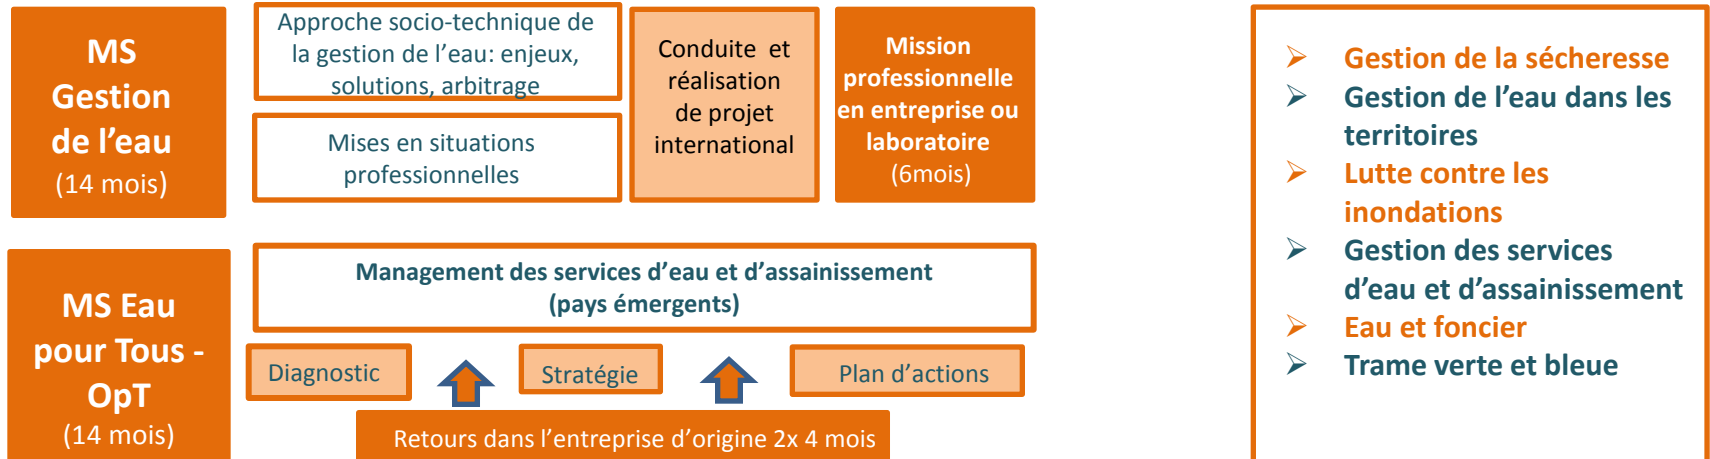 MS
Gestion
de l’eau
(14 mois)
Approche socio-technique de
la gestion de l’eau: enjeux,
solutions, arbitrage
Mises en situations
professionnelles
Conduite et
réalisation
de projet
international
Mission
professionnelle
en entreprise ou
laboratoire
(6mois)
MS Eau
pour Tous -
OpT
(14 mois)
Management des services d’eau et d’assainissement
(pays émergents)
Diagnostic
Stratégie
Plan d’actions
Retours dans l’entreprise d’origine 2x 4 mois
Gestion de la sécheresse
Gestion de l’eau dans les
territoires
Lutte contre les
inondations
Gestion des services
d’eau et d’assainissement
Eau et foncier
Trame verte et bleue